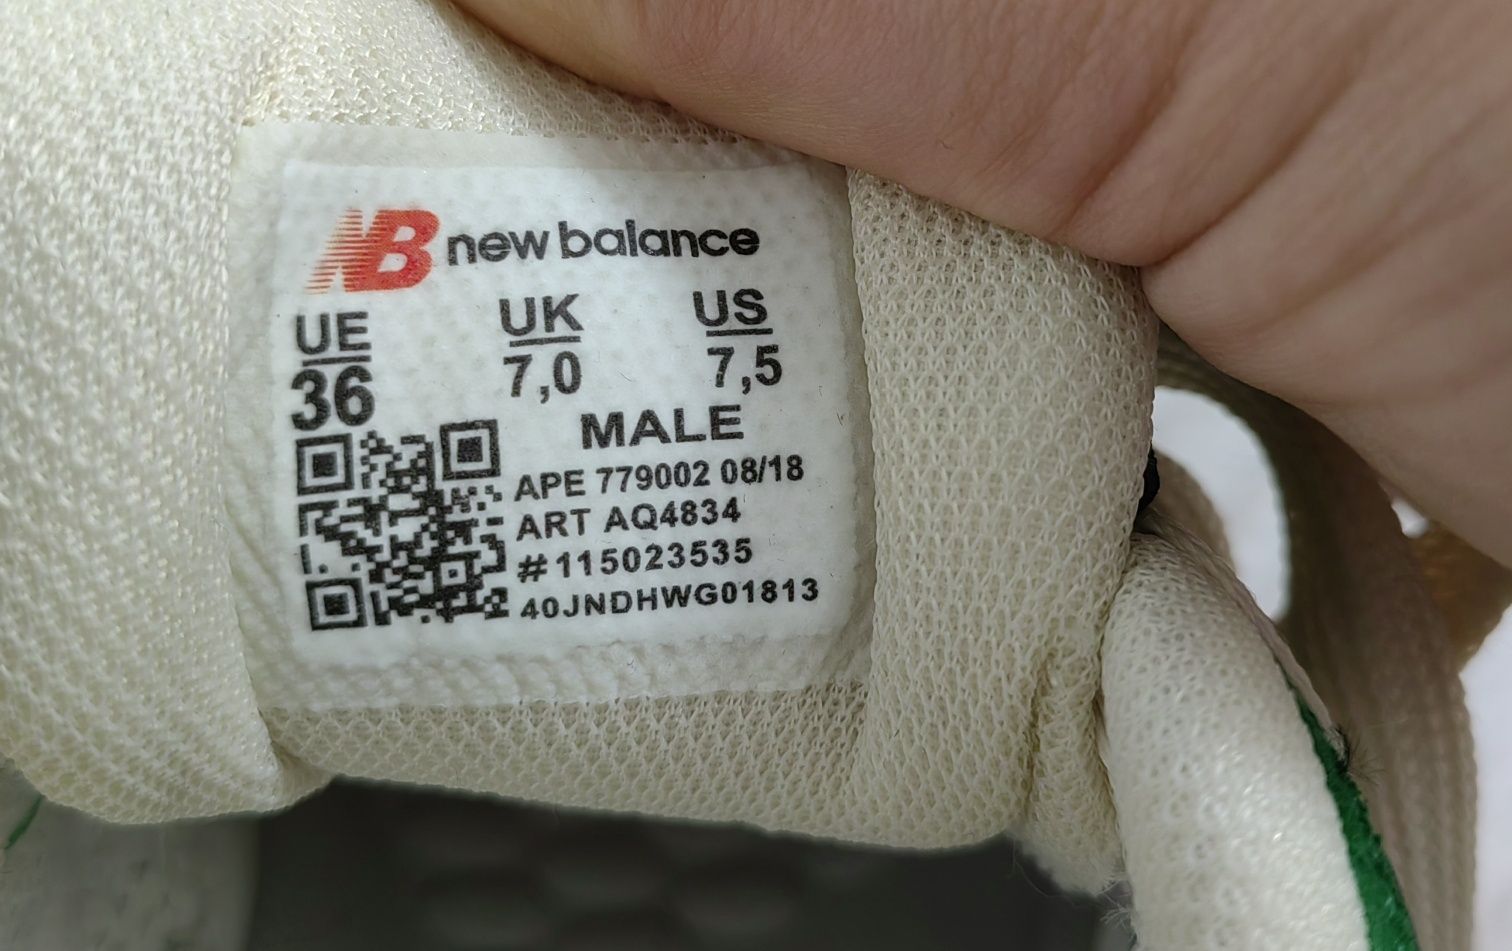 NB new balance
UE UK US
36 7,0 7,5
MALE
APE 779002 08/18
ART AQ4834
#115023535
40JNDHWG01813